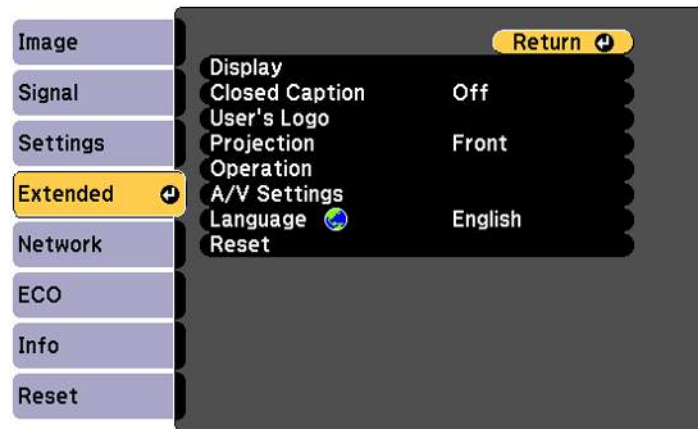 Image
Signal
Settings
Extended
Network
ECO
Info
Reset
Return
Display
Closed Caption Off
User's Logo
Projection Front
Operation
A/V Settings
Language English
Reset